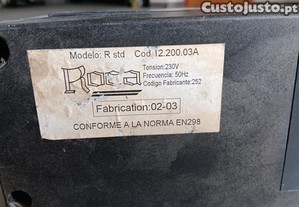 CustoJusto.pt
Modelo: R std Cod 12.200.03A
Roca
Tension:230V
Frecuencia: 50Hz
Codigo Fabricante:252
Fabrication:02-03
CONFORME A LA NORMA EN298